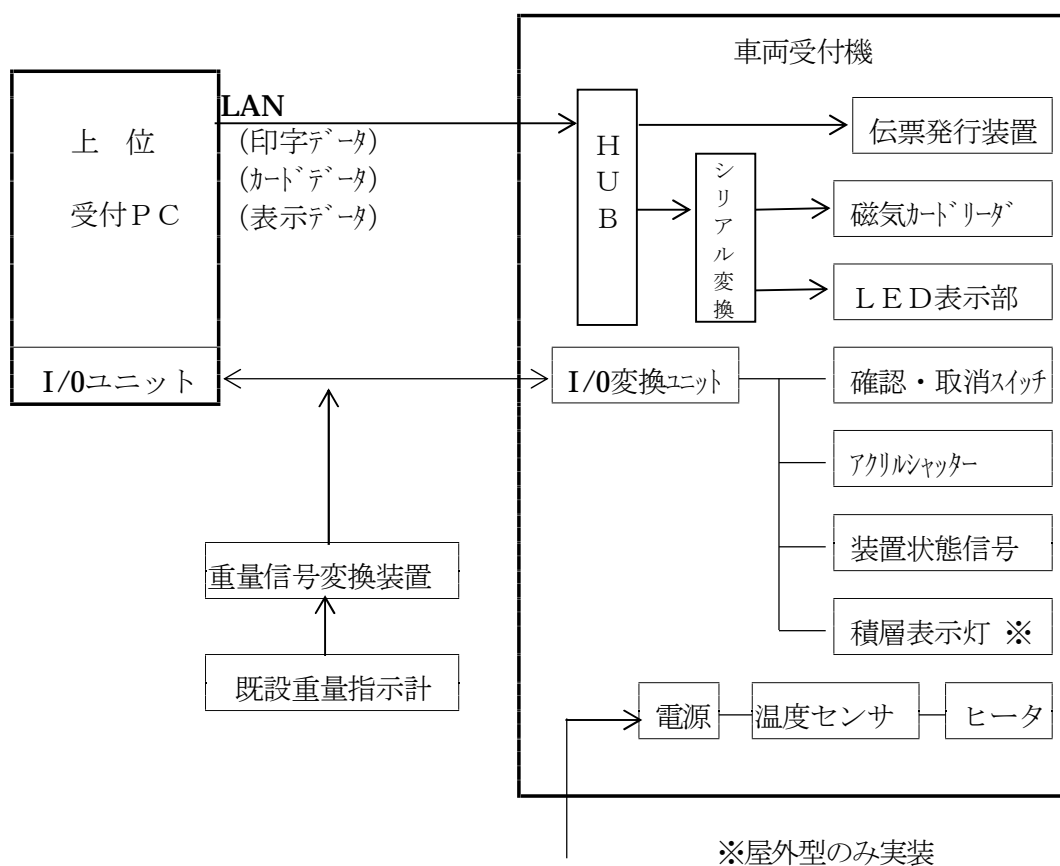 車両受付機
上　位
受付ＰＣ
LAN
(印字ﾃﾞｰﾀ)
(ｶｰﾄﾞﾃﾞｰﾀ)
(表示ﾃﾞｰﾀ)
ＨＵＢ
シリアル変換
伝票発行装置
磁気ｶｰﾄﾞﾘｰﾀﾞ
ＬＥＤ表示部
I/0ユニット
I/0変換ﾕﾆｯﾄ
確認・取消ｽｲｯﾁ
ｱｸﾘﾙｼｬｯﾀｰ
装置状態信号
積層表示灯 ※
重量信号変換装置
既設重量指示計
電源
温度センサ
ヒータ
※屋外型のみ実装